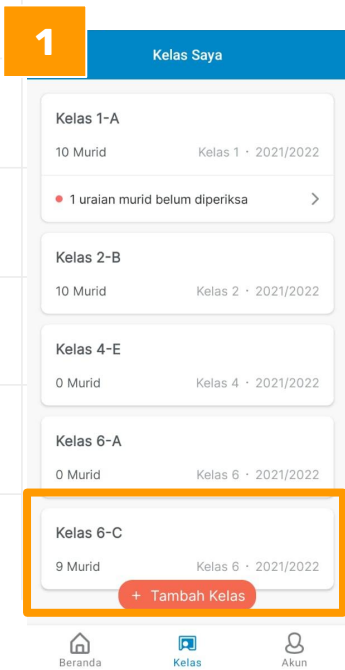 1
Kelas Saya
Kelas 1-A
10 Murid Kelas 1 · 2021/2022
1 uraian murid belum diperiksa
Kelas 2-B
10 Murid Kelas 2 · 2021/2022
Kelas 4-E
0 Murid Kelas 4 · 2021/2022
Kelas 6-A
0 Murid Kelas 6 · 2021/2022
Kelas 6-C
9 Murid Kelas 6 · 2021/2022
+ Tambah Kelas
Beranda Kelas Akun